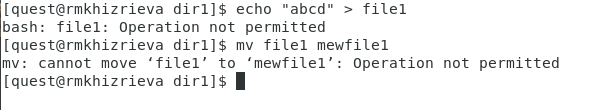 [quest@rmkhizrieva dir1]$ echo "abcd" > file1
bash: file1: Operation not permitted
[quest@rmkhizrieva dir1]$ mv file1 mewfile1
mv: cannot move ‘file1’ to ‘mewfile1’: Operation not permitted
[quest@rmkhizrieva dir1]$